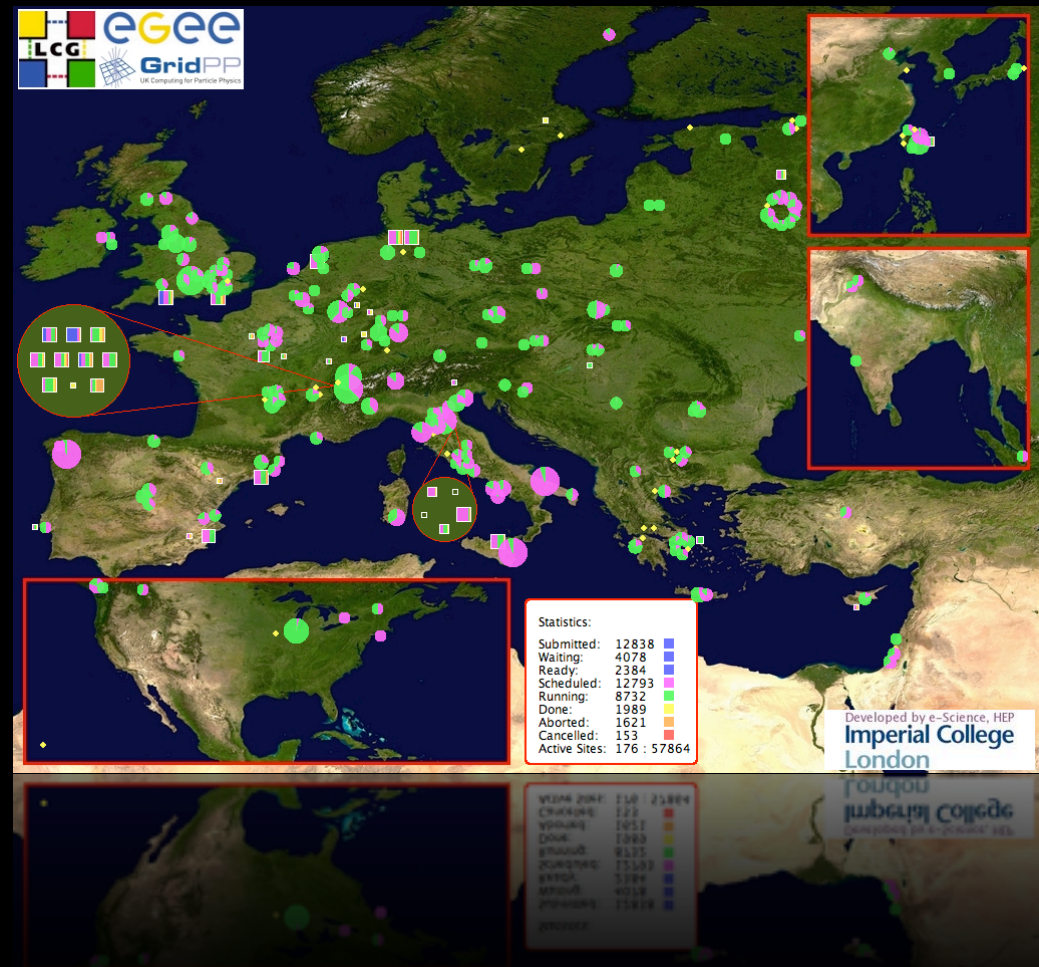 LCG
eGee
GridPP
UK Computing for Particle Physics
Statistics:
Submitted: 12838
Waiting: 4078
Ready: 2384
Scheduled: 12793
Running: 8732
Done: 1989
Aborted: 1621
Cancelled: 153
Active Sites: 176 : 57864
Developed by e-Science, HEP
Imperial College
London